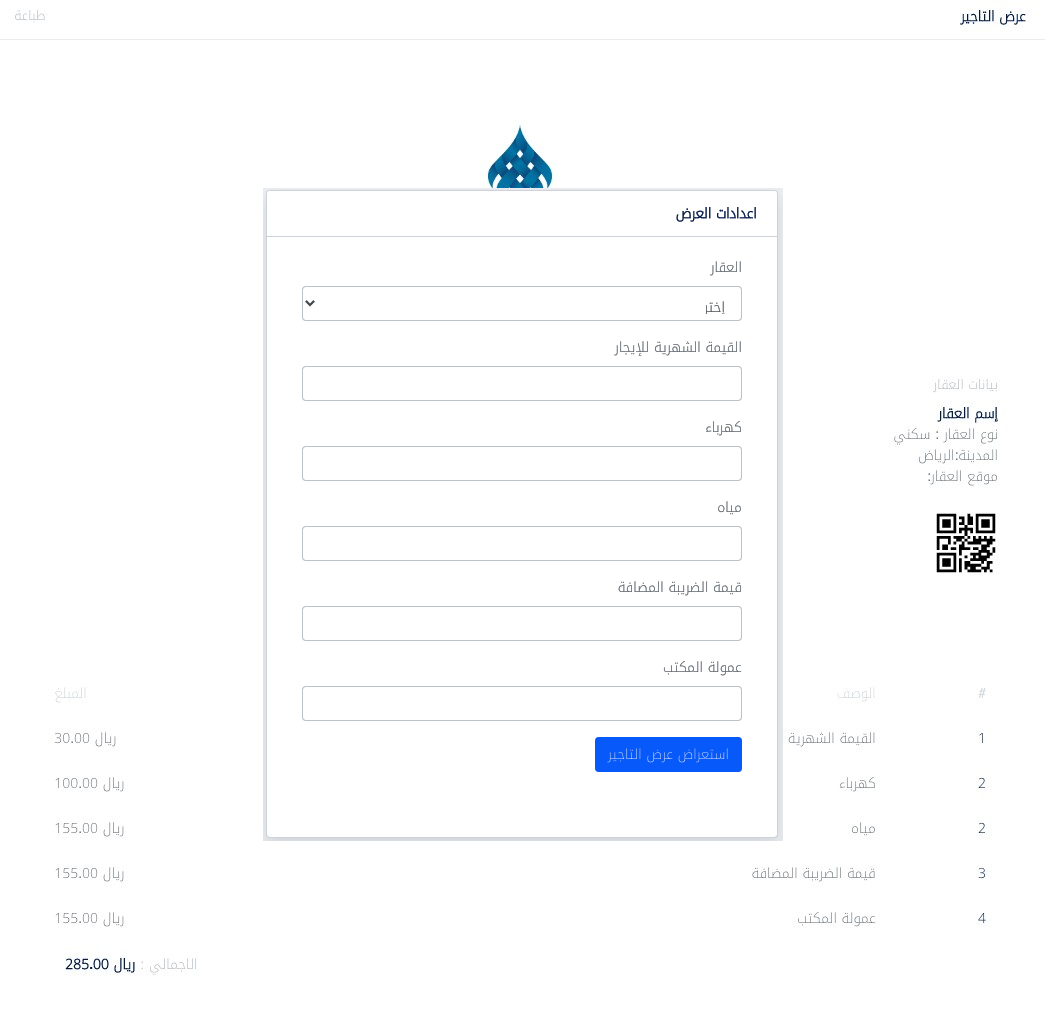 عرض التاجير
طباعة
اعدادات العرض
العقار
إختر
القيمة الشهرية للإيجار
كهرباء
مياه
قيمة الضريبة المضافة
عمولة المكتب
استعراض عرض التاجير
بيانات العقار
إسم العقار
نوع العقار : سكني
المدينة:الرياض
موقع العقار:
# الوصف المبلغ
1 القيمة الشهرية 30.00 ريال
2 كهرباء 100.00 ريال
2 مياه 155.00 ريال
3 قيمة الضريبة المضافة 155.00 ريال
4 عمولة المكتب 155.00 ريال
الاجمالي : 285.00 ريال